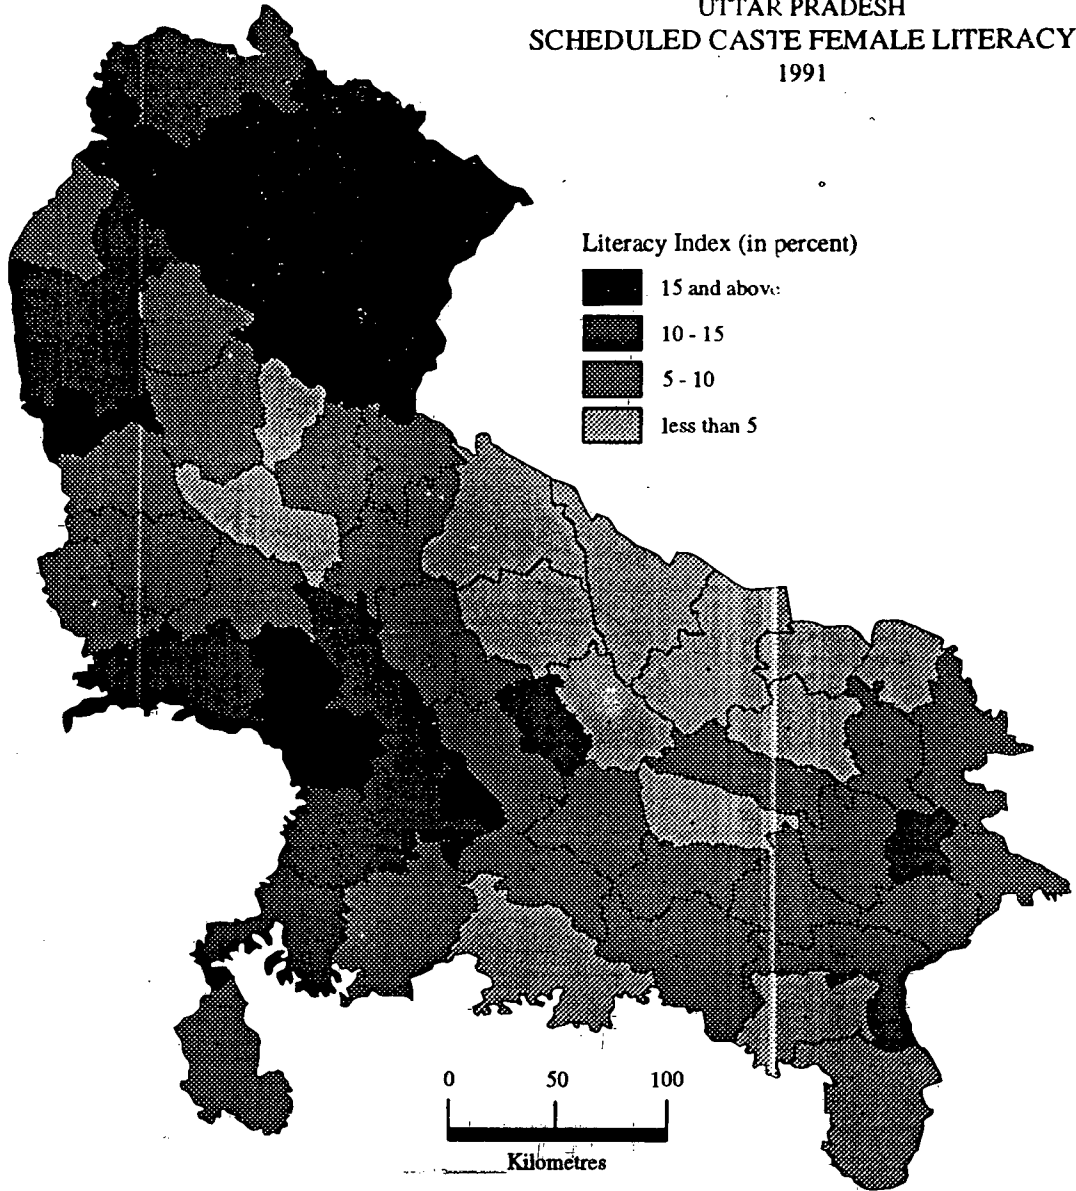 UTTAR PRADESH
SCHEDULED CASTE FEMALE LITERACY
1991
Literacy Index (in percent)
15 and above
10 - 15
5 - 10
less than 5
0 50 100
Kilometres